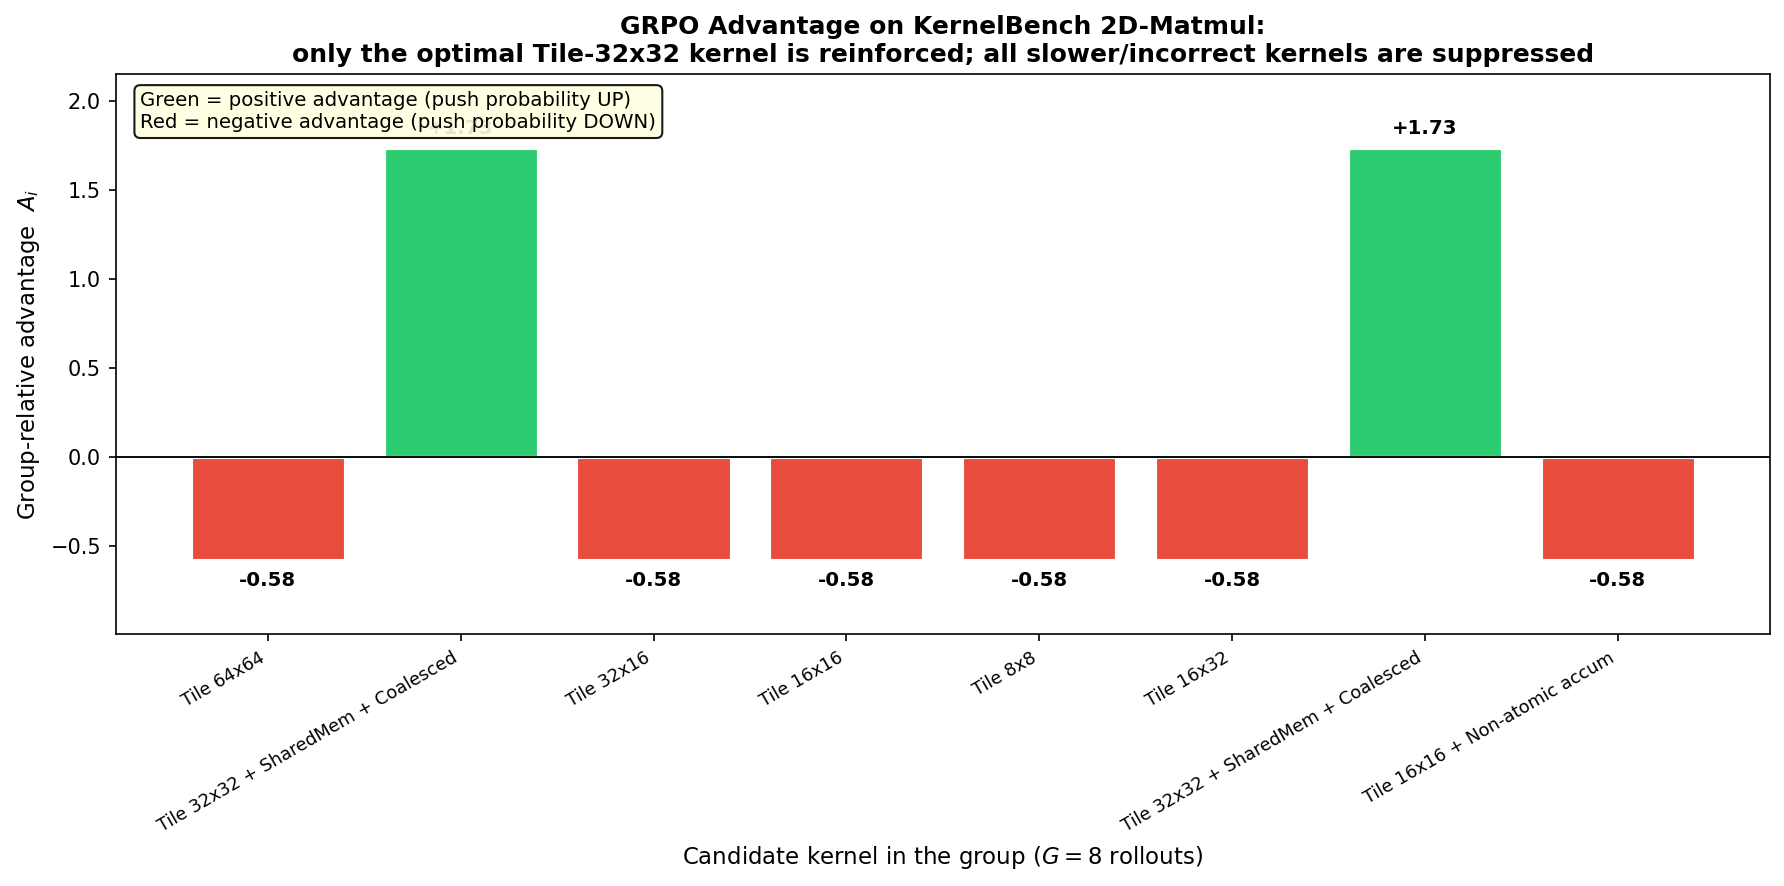 GRPO Advantage on KernelBench 2D-Matmul:
only the optimal Tile-32x32 kernel is reinforced; all slower/incorrect kernels are suppressed
Green = positive advantage (push probability UP)
Red = negative advantage (push probability DOWN)
+1.73
+1.73
2.0
1.5
1.0
0.5
0.0
−0.5
Group-relative advantage Aᵢ
-0.58
-0.58
-0.58
-0.58
-0.58
-0.58
Tile 64x64
Tile 32x32 + SharedMem + Coalesced
Tile 32x16
Tile 16x16
Tile 8x8
Tile 16x32
Tile 32x32 + SharedMem + Coalesced
Tile 16x16 + Non-atomic accum
Candidate kernel in the group (G = 8 rollouts)